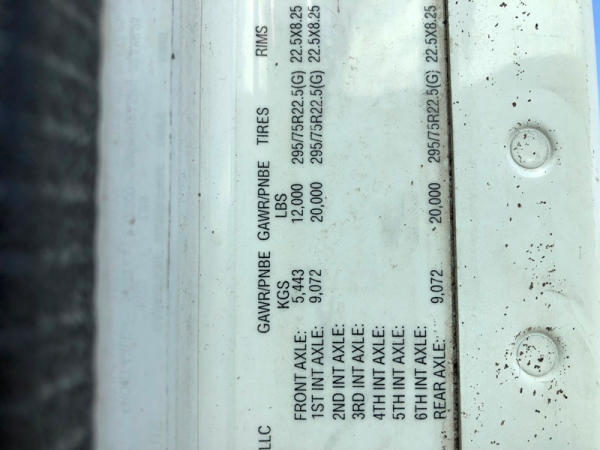 LLC
GAWR/PNBE GAWR/PNBE TIRES RIMS
KGS LBS
FRONT AXLE: 5,443 12,000 295/75R22.5(G) 22.5X8.25
1ST INT AXLE: 9,072 20,000 295/75R22.5(G) 22.5X8.25
2ND INT AXLE:
3RD INT AXLE:
4TH INT AXLE:
5TH INT AXLE:
6TH INT AXLE:
REAR AXLE: 9,072 20,000 295/75R22.5(G) 22.5X8.25